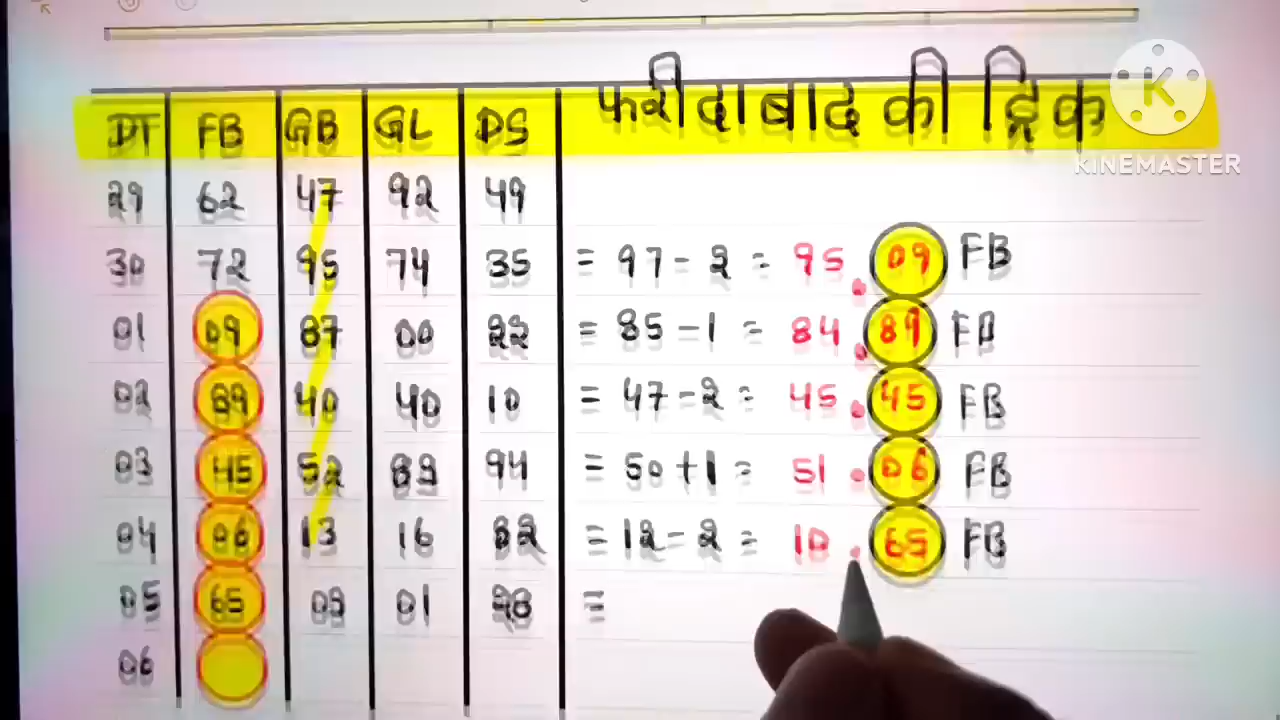 फरीदाबाद की ट्रिक
KINEMASTER
DT FB GB GL DS
29 62 47 92 49
30 72 95 74 35 = 97 - 2 = 95. 09 FB
01 09 87 00 22 = 85 - 1 = 84. 89 FB
02 89 40 40 10 = 47 - 2 = 45. 45 FB
03 45 52 89 94 = 50 + 1 = 51. 06 FB
04 06 13 16 82 = 12 - 2 = 10. 65 FB
05 65 09 01 =
06